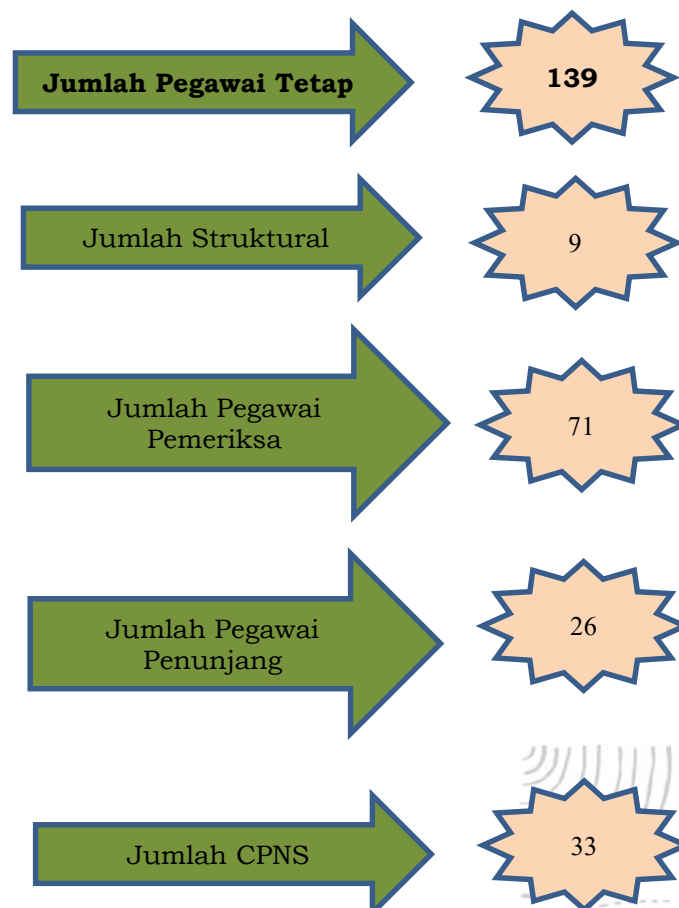 Jumlah Pegawai Tetap
139
Jumlah Struktural
9
Jumlah Pegawai
Pemeriksa
71
Jumlah Pegawai
Penunjang
26
Jumlah CPNS
33